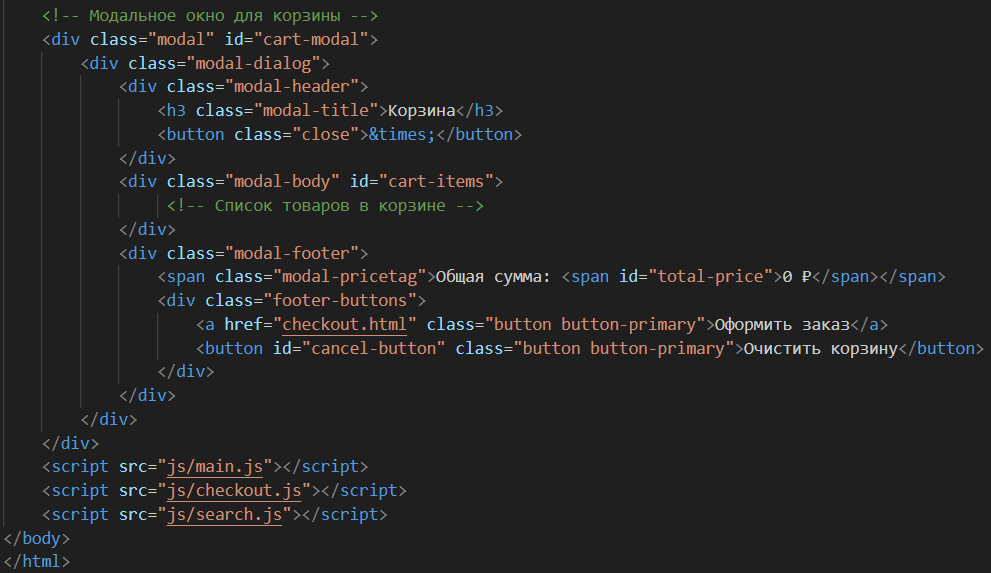 <!-- Модальное окно для корзины -->
<div class="modal" id="cart-modal">
<div class="modal-dialog">
<div class="modal-header">
<h3 class="modal-title">Корзина</h3>
<button class="close">&times;</button>
</div>
<div class="modal-body" id="cart-items">
<!-- Список товаров в корзине -->
</div>
<div class="modal-footer">
<span class="modal-pricetag">Общая сумма: <span id="total-price">0 ₽</span></span>
<div class="footer-buttons">
<a href="checkout.html" class="button button-primary">Оформить заказ</a>
<button id="cancel-button" class="button button-primary">Очистить корзину</button>
</div>
</div>
</div>
</div>
<script src="js/main.js"></script>
<script src="js/checkout.js"></script>
<script src="js/search.js"></script>
</body>
</html>